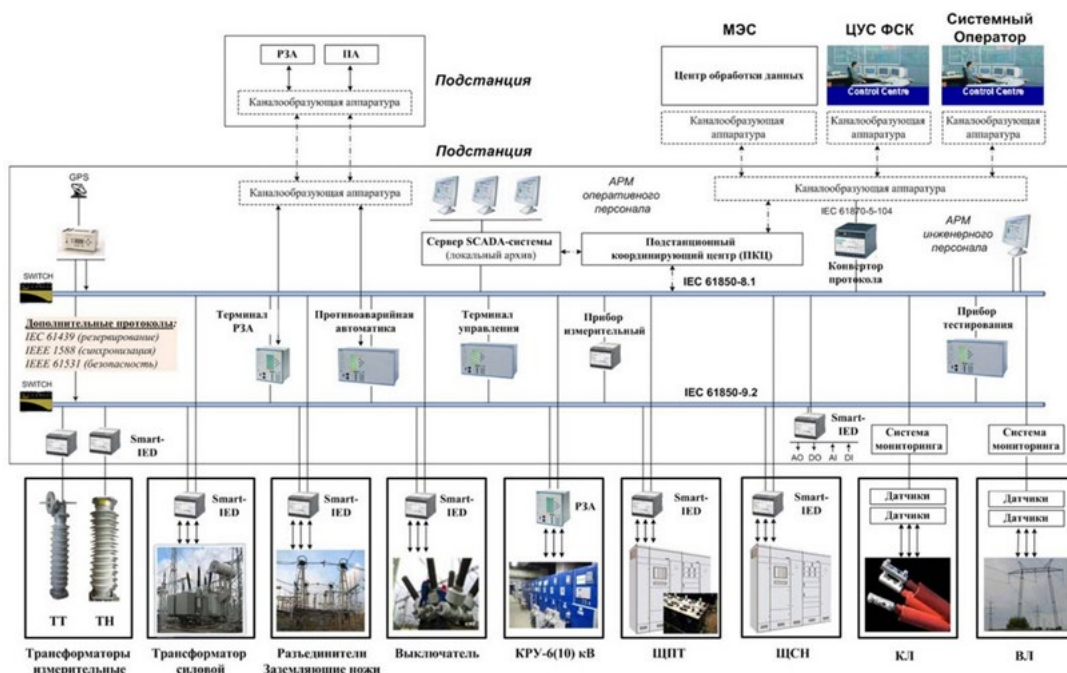 МЭС
ЦУС ФСК
Системный
Оператор
РЗА
ПА
Центр обработки данных
Control Centre
Control Centre
Подстанция
Каналообразующая аппаратура
Каналообразующая
аппаратура
Каналообразующая
аппаратура
Каналообразующая
аппаратура
Подстанция
GPS
Каналообразующая аппаратура
АРМ
оперативного
персонала
Каналообразующая аппаратура
IEC 61870-5-104
АРМ
инженерного
персонала
Сервер SCADA-системы
(локальный архив)
Подстанционный
координирующий центр (ПКЦ)
Конвертор
протокола
SWITCH
IEC 61850-8.1
Дополнительные протоколы:
IEC 61439 (резервирование)
IEEE 1588 (синхронизация)
IEEE 61531 (безопасность)
Терминал
РЗА
Противоаварийная
автоматика
Терминал
управления
Прибор
измерительный
Прибор
тестирования
SWITCH
IEC 61850-9.2
Smart-
IED
Smart-
IED
AO DO AI DI
Система
мониторинга
Система
мониторинга
Smart-
IED
Smart-
IED
Smart-
IED
РЗА
Smart-
IED
Smart-
IED
Датчики
Датчики
Датчики
Датчики
ТТ
ТН
Трансформаторы
измерительные
Трансформатор
силовой
Разъединители
Заземляющие ножи
Выключатель
КРУ-6(10) кВ
ЩПТ
ЩСН
КЛ
ВЛ